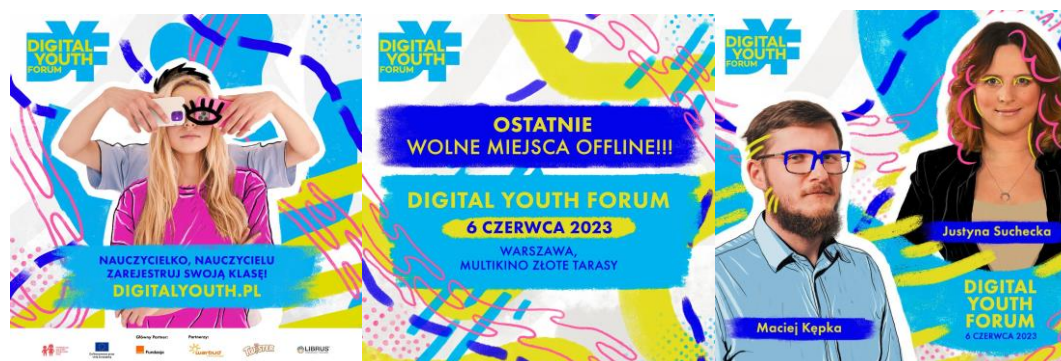 DIGITAL
YOUTH
FORUM
NAUCZYCIELKO, NAUCZYCIELU
ZAREJESTRUJ SWOJĄ KLASĘ!
DIGITALYOUTH.PL
Główny Partner:
Partnerzy:
Fundacja
warbud
TWISTER
LIBRUS
DIGITAL
YOUTH
FORUM
OSTATNIE
WOLNE MIEJSCA OFFLINE!!!
DIGITAL YOUTH FORUM
6 CZERWCA 2023
WARSZAWA,
MULTIKINO ZŁOTE TARASY
DIGITAL
YOUTH
FORUM
Justyna Suchecka
Maciej Kępka
DIGITAL
YOUTH
FORUM
6 CZERWCA 2023